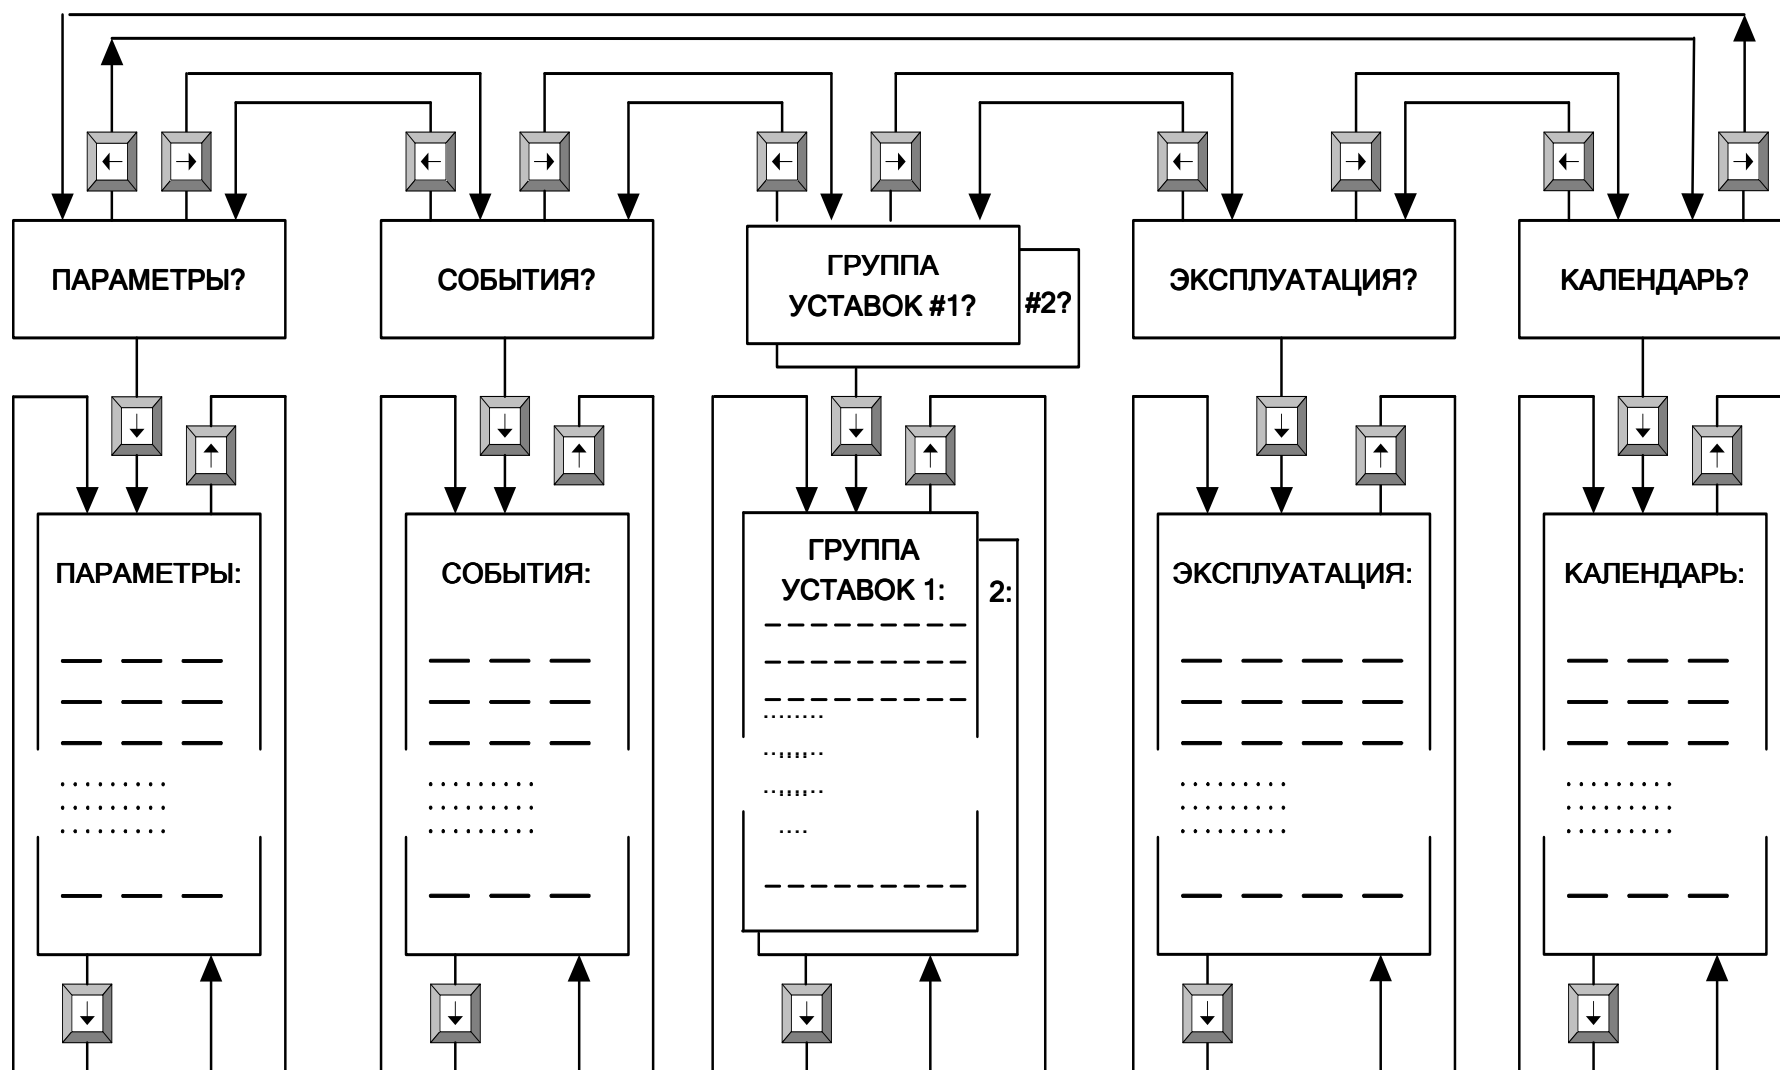 ПАРАМЕТРЫ?
СОБЫТИЯ?
ГРУППА
УСТАВОК #1?
#2?
ЭКСПЛУАТАЦИЯ?
КАЛЕНДАРЬ?
ПАРАМЕТРЫ:
СОБЫТИЯ:
ГРУППА
УСТАВОК 1:
2:
ЭКСПЛУАТАЦИЯ:
КАЛЕНДАРЬ: